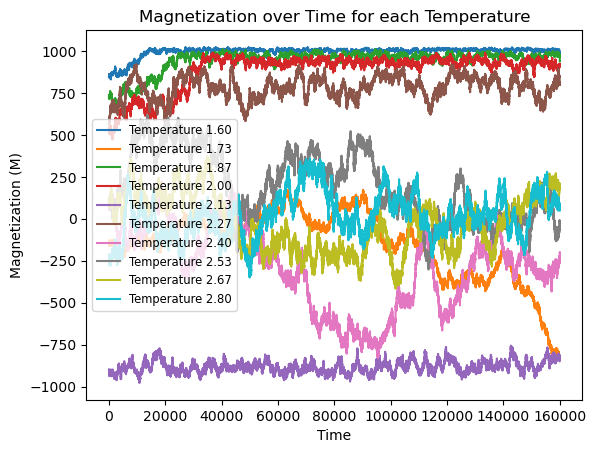 Magnetization over Time for each Temperature
Magnetization (M)
1000
750
500
250
0
−250
−500
−750
−1000
Temperature 1.60
Temperature 1.73
Temperature 1.87
Temperature 2.00
Temperature 2.13
Temperature 2.27
Temperature 2.40
Temperature 2.53
Temperature 2.67
Temperature 2.80
0 20000 40000 60000 80000 100000 120000 140000 160000
Time